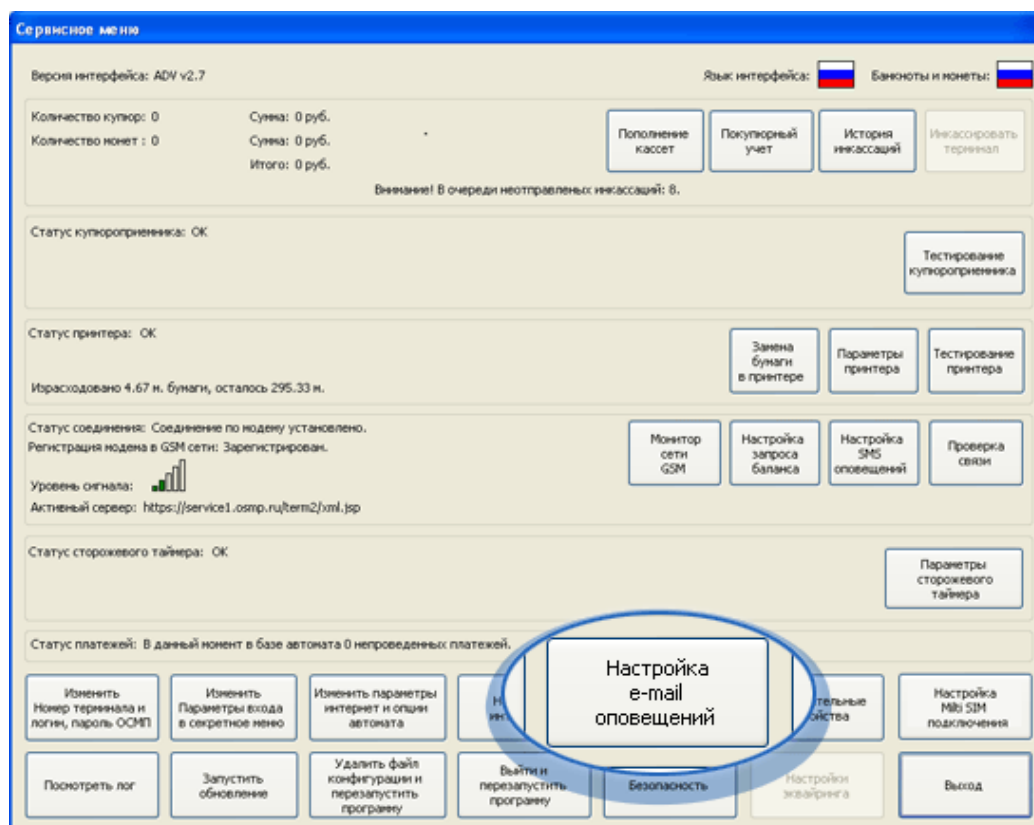 Сервисное меню
Версия интерфейса: ADV v2.7
Язык интерфейса:
Банкноты и монеты:
Количество купюр: 0
Сумма: 0 руб.
Количество монет : 0
Сумма: 0 руб.
Итого: 0 руб.
Пополнение
кассет
Покупюрный
учет
История
инкассаций
Инкассировать
терминал
Внимание! В очереди неотправленых инкассаций: 8.
Статус купюроприемника: OK
Тестирование
купюроприемника
Статус принтера: OK
Замена
бумаги
в принтере
Параметры
принтера
Тестирование
принтера
Израсходовано 4.67 м. бумаги, осталось 295.33 м.
Статус соединения: Соединение по модему установлено.
Регистрация модема в GSM сети: Зарегистрирован.
Уровень сигнала:
Активный сервер: https://service1.osmp.ru/term2/xml.jsp
Монитор
сети
GSM
Настройка
запроса
баланса
Настройка
SMS
оповещений
Проверка
связи
Статус сторожевого таймера: OK
Параметры
сторожевого
таймера
Статус платежей: В данный момент в базе автомата 0 непроведенных платежей.
Изменить
Номер терминала и
логин, пароль ОСМП
Изменить
Параметры входа
в секретное меню
Изменить параметры
интернет и опции
автомата
Настройка
e-mail
оповещений
Настройка
Milti SIM
подключения
Посмотреть лог
Запустить
обновление
Удалить файл
конфигурации и
перезапустить
программу
Выйти и
перезапустить
программу
Безопасность
Настройки
эквайринга
Выход